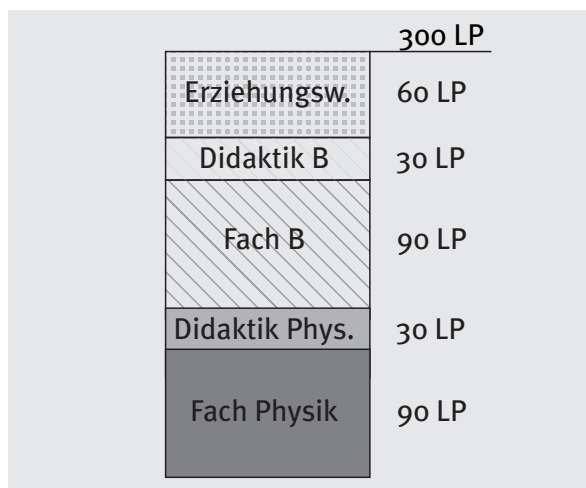 300 LP
Erziehungsw. 60 LP
Didaktik B 30 LP
Fach B 90 LP
Didaktik Phys. 30 LP
Fach Physik 90 LP